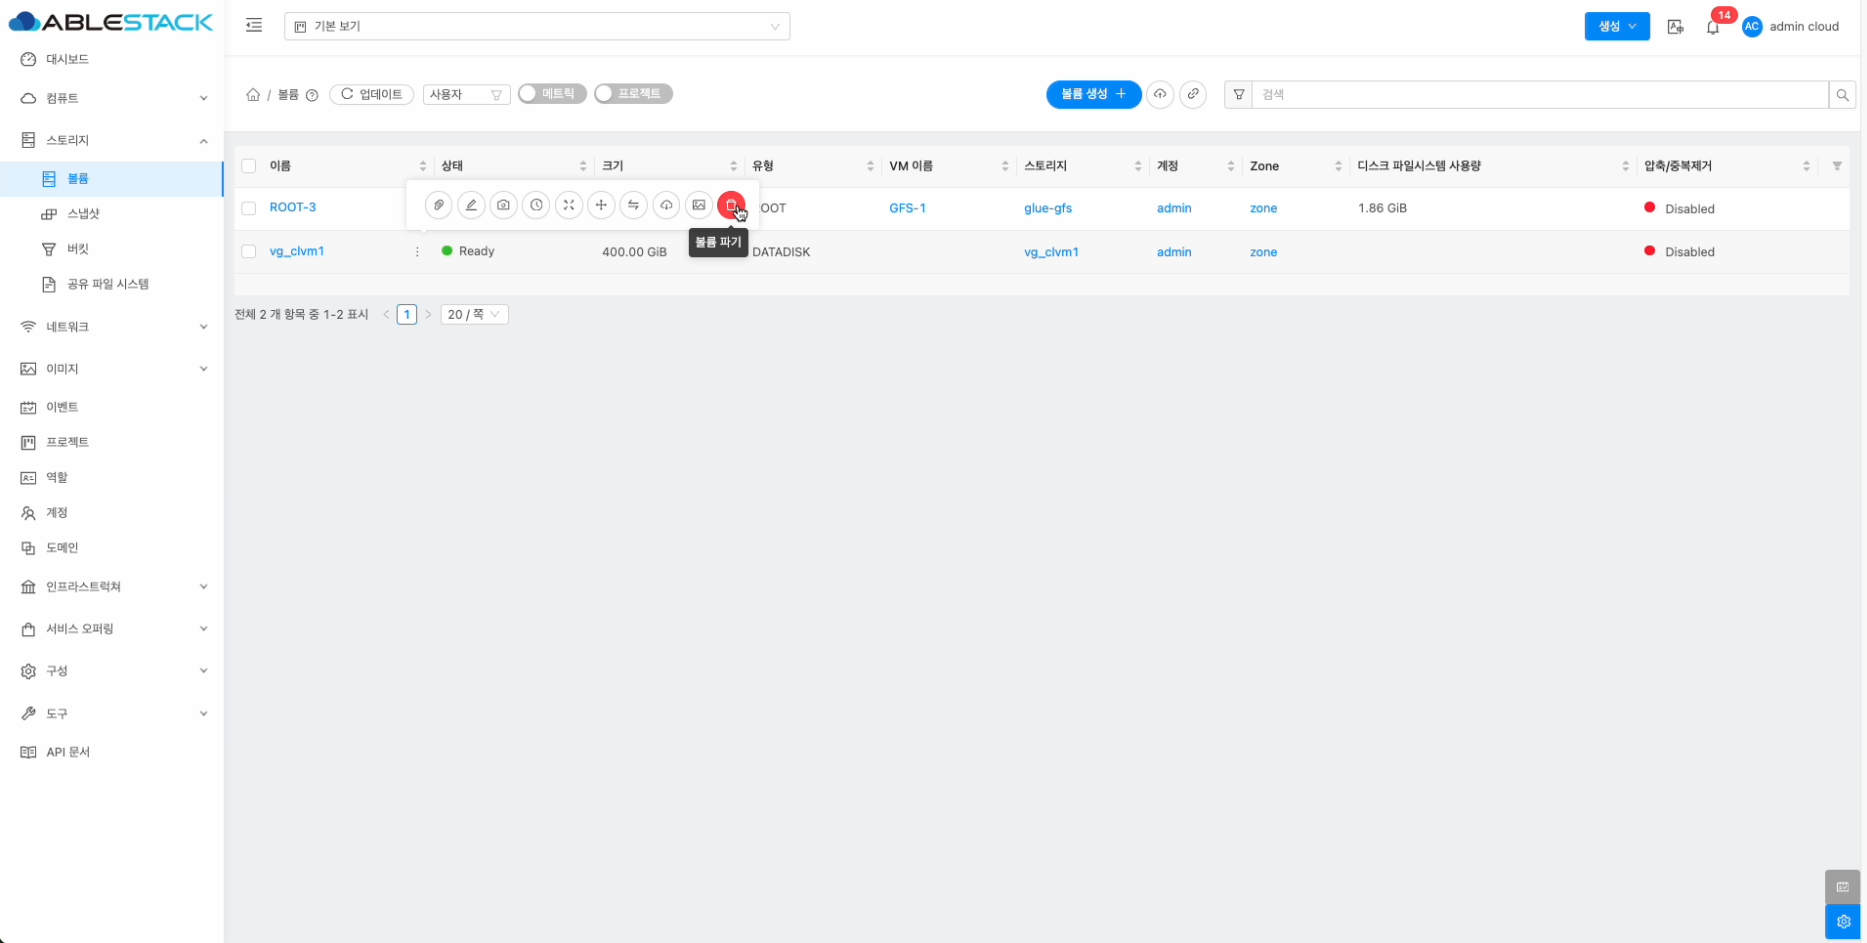 ABLESTACK
기본 보기
생성
14
AC
admin cloud
대시보드
컴퓨트
스토리지
볼륨
스냅샷
버킷
공유 파일 시스템
네트워크
이미지
이벤트
프로젝트
역할
계정
도메인
인프라스트럭쳐
서비스 오퍼링
구성
도구
API 문서
/ 볼륨
업데이트
사용자
메트릭
프로젝트
볼륨 생성 +
검색
이름 상태 크기 유형 VM 이름 스토리지 계정 Zone 디스크 파일시스템 사용량 압축/중복제거
ROOT-3 OOT GFS-1 glue-gfs admin zone 1.86 GiB Disabled
볼륨 파기
vg_clvm1 Ready 400.00 GiB DATADISK vg_clvm1 admin zone Disabled
전체 2 개 항목 중 1-2 표시 < 1 > 20 / 쪽